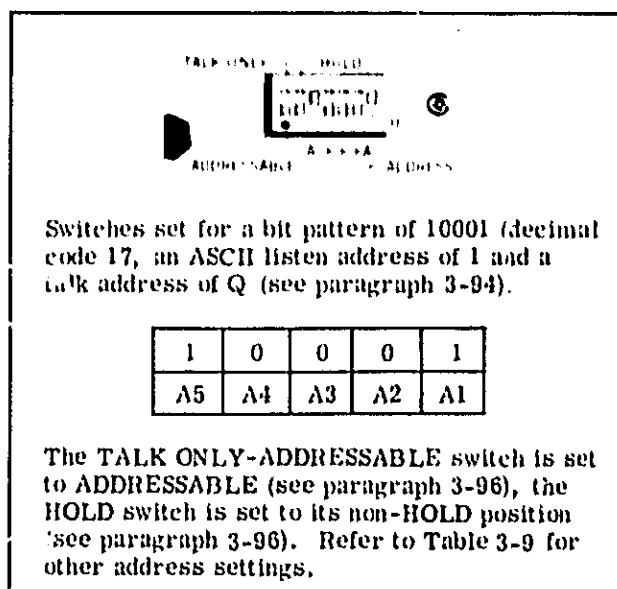 TALK ONLY HOLD
ADDRESSABLE ADDRESS
Switches set for a bit pattern of 10001 (decimal
code 17, an ASCII listen address of 1 and a
talk address of Q (see paragraph 3-94).
1 0 0 0 1
A5 A4 A3 A2 A1
The TALK ONLY-ADDRESSABLE switch is set
to ADDRESSABLE (see paragraph 3-96), the
HOLD switch is set to its non-HOLD position
(see paragraph 3-96). Refer to Table 3-9 for
other address settings.